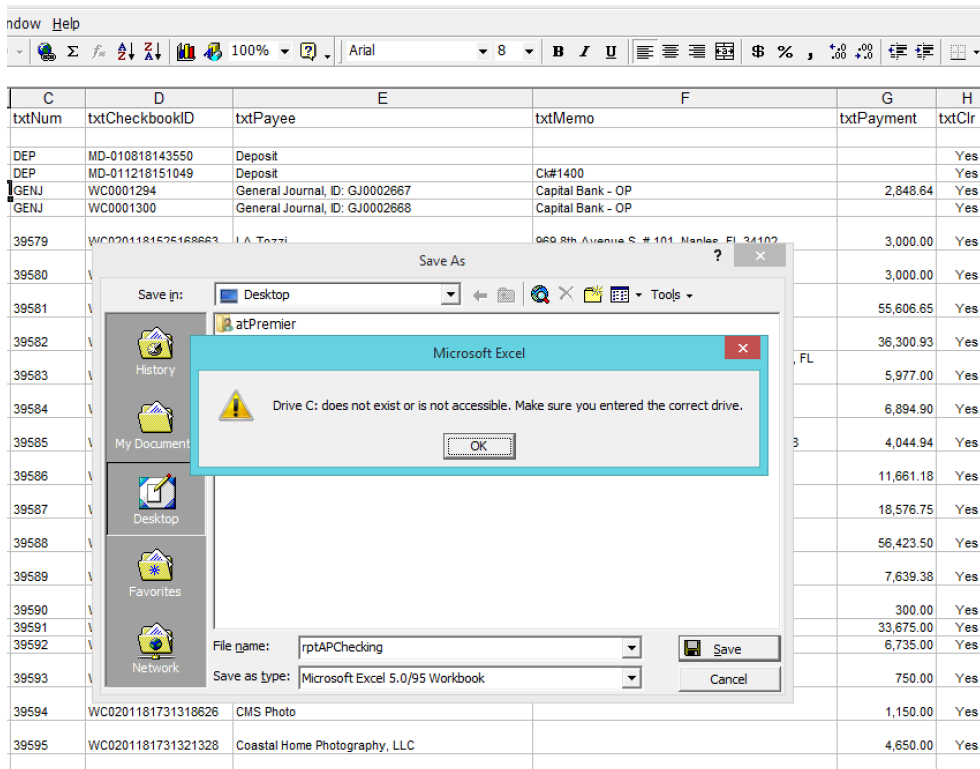 ndow Help
Σ fx 100% Arial 8 B I U $ % ,
C D E F G H
txtNum txtCheckbookID txtPayee txtMemo txtPayment txtClr
DEP MD-010818143550 Deposit Yes
DEP MD-011218151049 Deposit Ck#1400 Yes
GENJ WC0001294 General Journal, ID: GJ0002667 Capital Bank - OP 2,848.64 Yes
GENJ WC0001300 General Journal, ID: GJ0002668 Capital Bank - OP Yes
39579 WC0201181525168663 LA Tozzi 969 8th Avenue S. # 101, Naples, FL 34102 3,000.00 Yes
Save As ?
39580 3,000.00 Yes
Save in: Desktop Tools
39581 55,606.65 Yes
atPremier
39582 36,300.93 Yes
Microsoft Excel
, FL
History
39583 5,977.00 Yes
Drive C: does not exist or is not accessible. Make sure you entered the correct drive.
39584 6,894.90 Yes
My Document
OK
39585 4,044.94 Yes
39586 11,661.18 Yes
39587 18,576.75 Yes
Desktop
39588 56,423.50 Yes
39589 7,639.38 Yes
Favorites
39590 300.00 Yes
39591 33,675.00 Yes
39592 6,735.00 Yes
File name: rptAPChecking Save
Network
Save as type: Microsoft Excel 5.0/95 Workbook Cancel
39593 750.00 Yes
39594 WC0201181731318626 CMS Photo 1,150.00 Yes
39595 WC0201181731321328 Coastal Home Photography, LLC 4,650.00 Yes